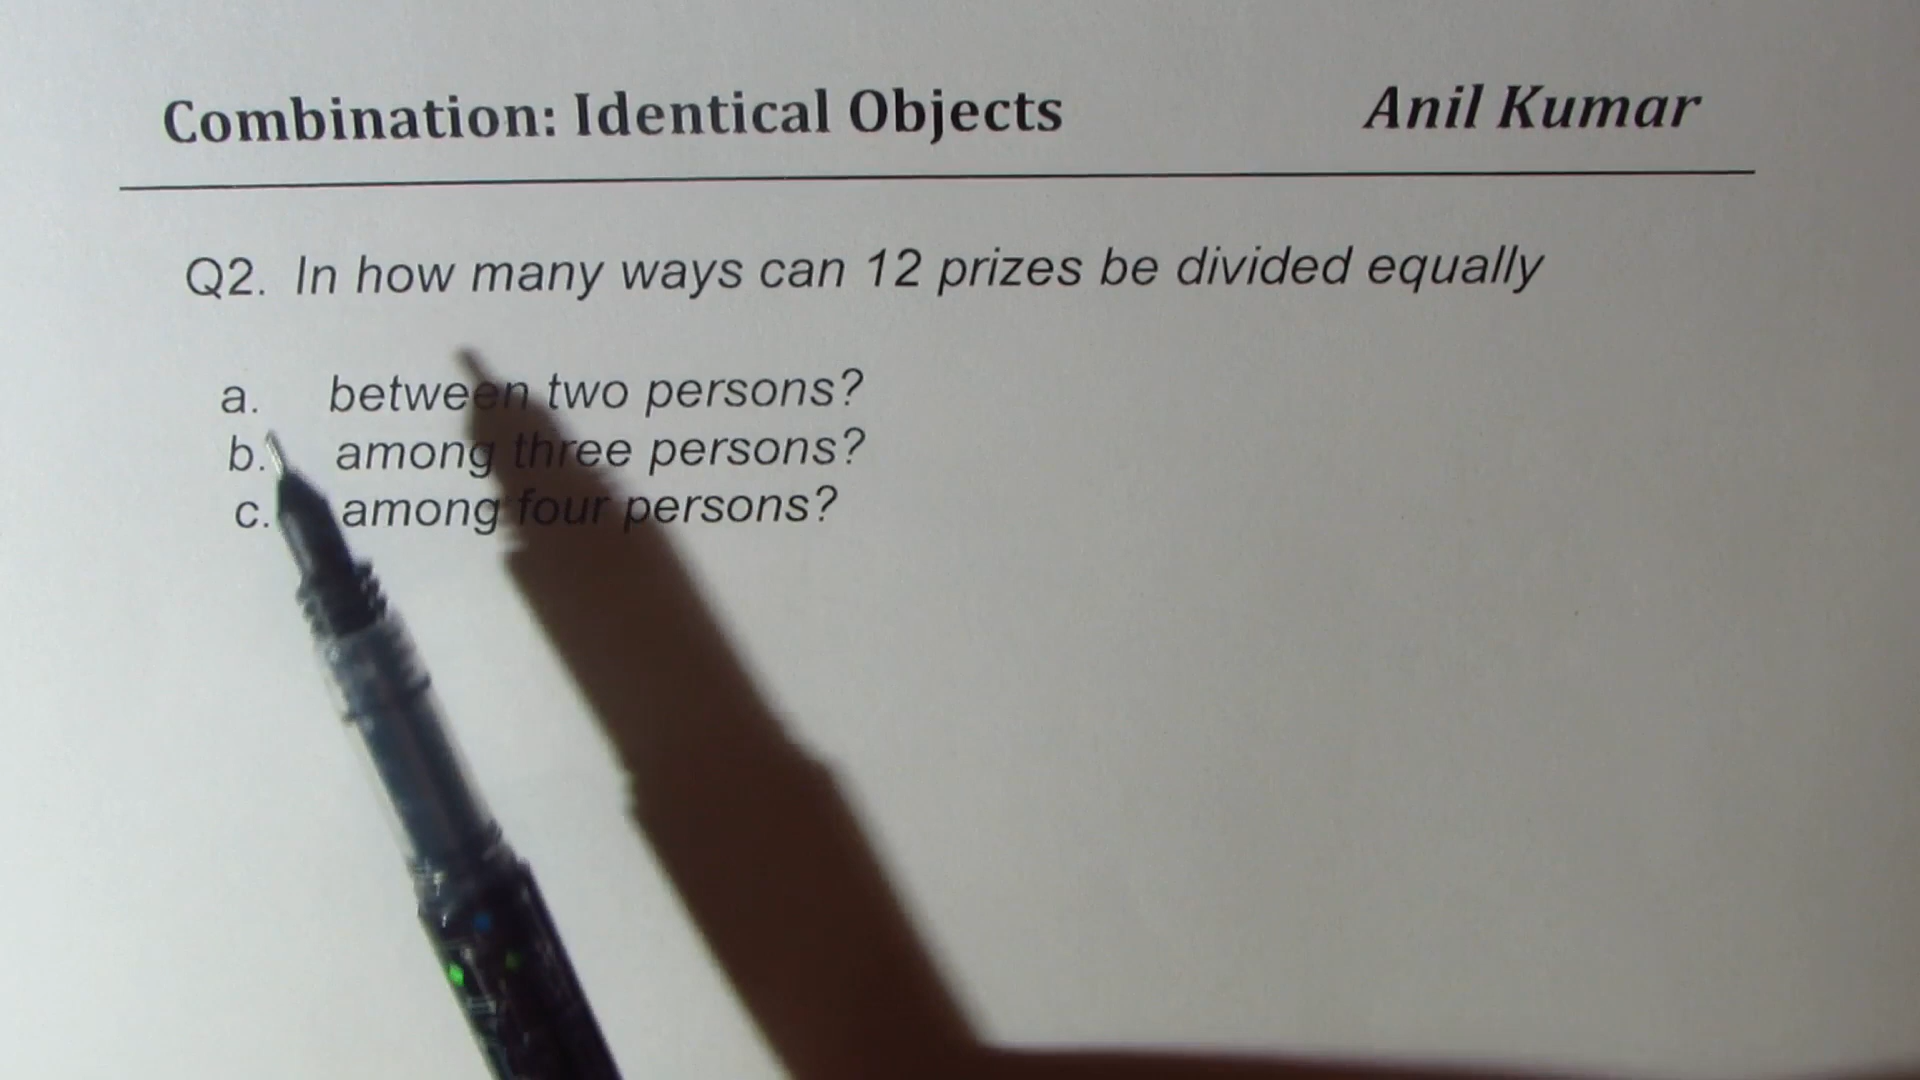 Combination: Identical Objects Anil Kumar
Q2. In how many ways can 12 prizes be divided equally
a. between two persons?
b. among three persons?
c. among four persons?